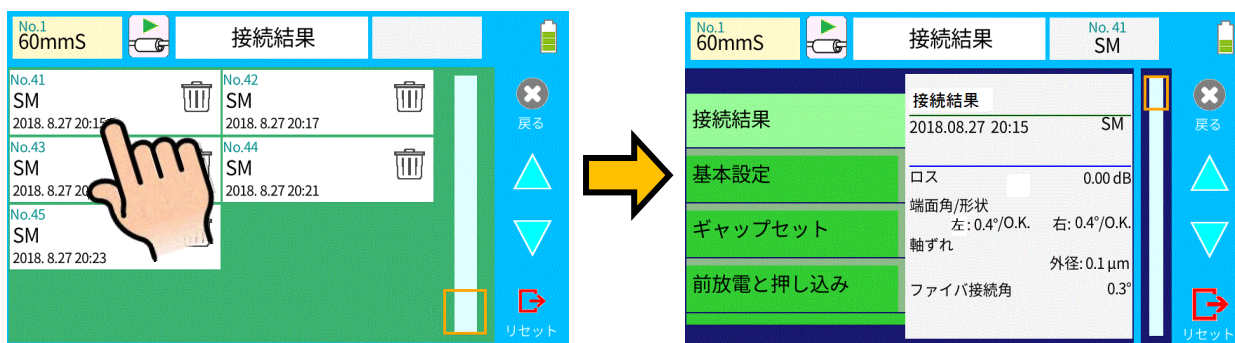 No.1
60mmS
接続結果
No.41
SM
2018. 8.27 20:15
No.42
SM
2018. 8.27 20:17
No.43
SM
2018. 8.27 20
No.44
SM
2018. 8.27 20:21
No.45
SM
2018. 8.27 20:23
戻る
リセット
No.1
60mmS
接続結果
No. 41
SM
接続結果
基本設定
ギャップセット
前放電と押し込み
接続結果
2018.08.27 20:15 SM
ロス 0.00 dB
端面角/形状
左: 0.4°/O.K. 右: 0.4°/O.K.
軸ずれ
外径: 0.1 µm
ファイバ接続角 0.3°
戻る
リセット